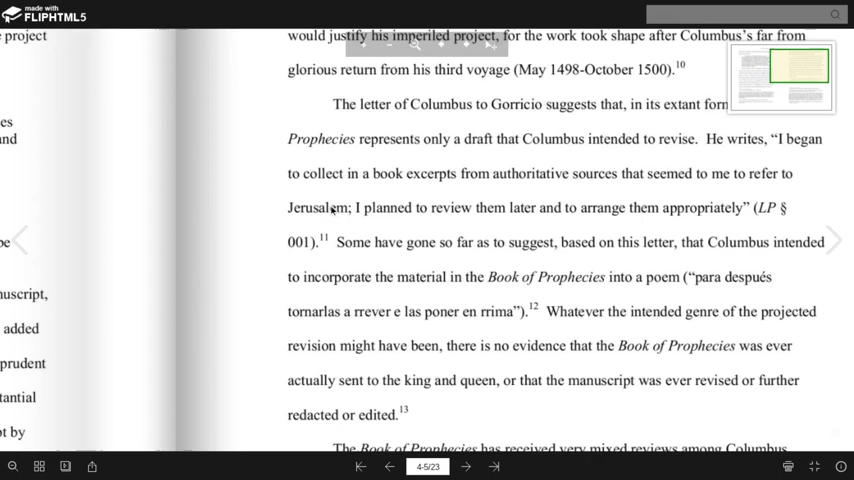 made with
FLIPHTML5
project
es
and
be
nuscript,
added
prudent
tantial
pt by
would justify his imperiled project, for the work took shape after Columbus's far from
glorious return from his third voyage (May 1498-October 1500).10
The letter of Columbus to Gorricio suggests that, in its extant form
Prophecies represents only a draft that Columbus intended to revise. He writes, “I began
to collect in a book excerpts from authoritative sources that seemed to me to refer to
Jerusalem; I planned to review them later and to arrange them appropriately” (LP §
001).11 Some have gone so far as to suggest, based on this letter, that Columbus intended
to incorporate the material in the Book of Prophecies into a poem (“para después
tornarlas a rrever e las poner en rrima”).12 Whatever the intended genre of the projected
revision might have been, there is no evidence that the Book of Prophecies was ever
actually sent to the king and queen, or that the manuscript was ever revised or further
redacted or edited.13
The Book of Prophecies has received very mixed reviews among Columbus
4-5/23